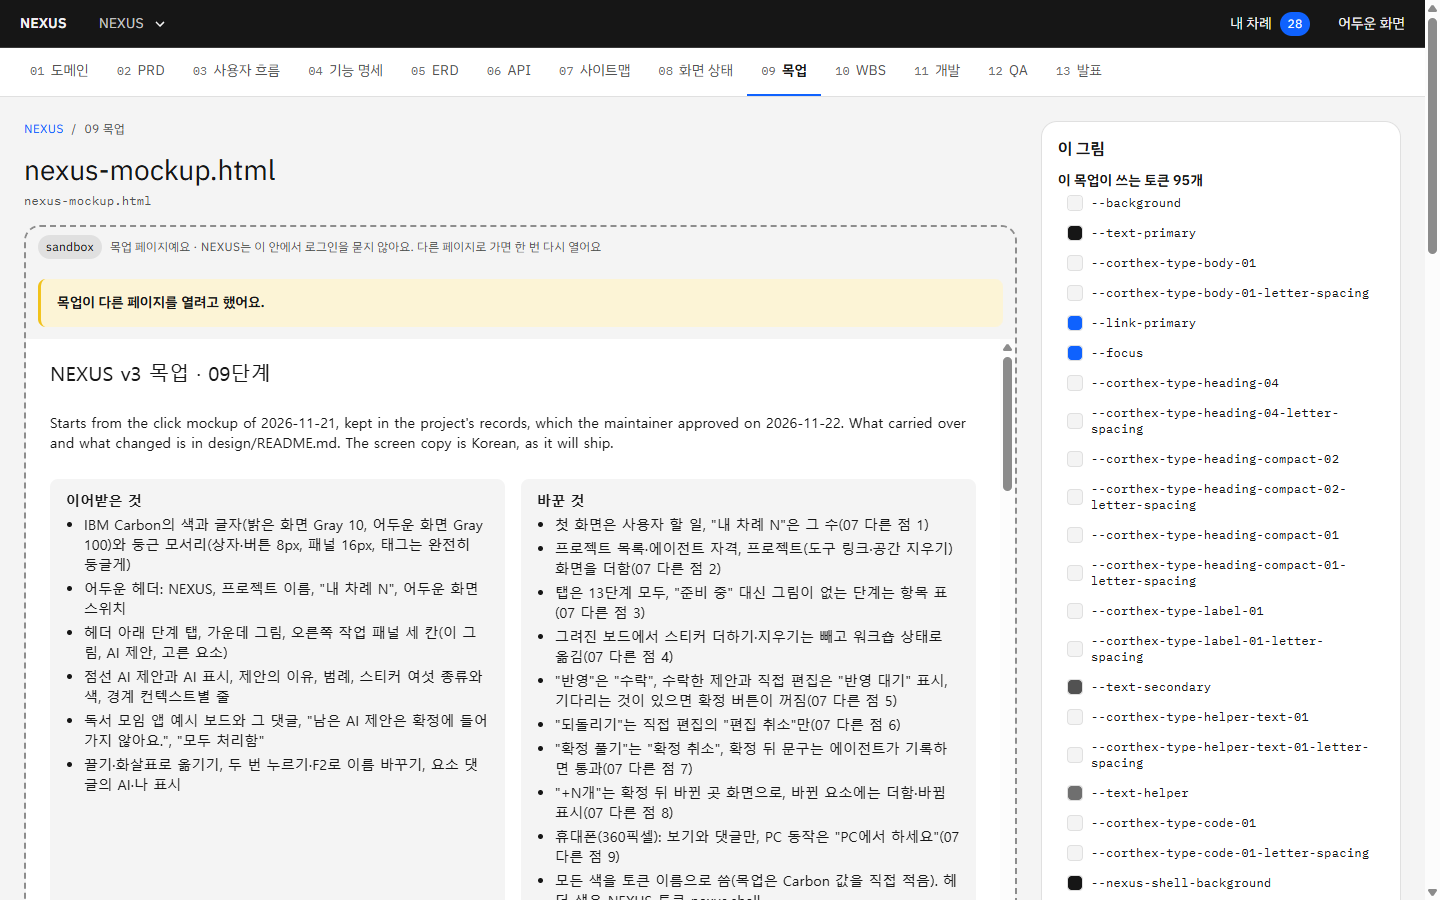 NEXUS NEXUS 내 차례 28 어두운 화면
01 도메인 02 PRD 03 사용자 흐름 04 기능 명세 05 ERD 06 API 07 사이트맵 08 화면 상태 09 목업 10 WBS 11 개발 12 QA 13 발표
NEXUS / 09 목업
nexus-mockup.html
nexus-mockup.html
sandbox 목업 페이지예요 · NEXUS는 이 안에서 로그인을 묻지 않아요. 다른 페이지로 가면 한 번 다시 열어요
목업이 다른 페이지를 열려고 했어요.
NEXUS v3 목업 · 09단계
Starts from the click mockup of 2026-11-21, kept in the project's records, which the maintainer approved on 2026-11-22. What carried over
and what changed is in design/README.md. The screen copy is Korean, as it will ship.
이어받은 것
IBM Carbon의 색과 글자(밝은 화면 Gray 10, 어두운 화면 Gray
100)와 둥근 모서리(상자·버튼 8px, 패널 16px, 태그는 완전히
둥글게)
어두운 헤더: NEXUS, 프로젝트 이름, "내 차례 N", 어두운 화면
스위치
헤더 아래 단계 탭, 가운데 그림, 오른쪽 작업 패널 세 칸(이 그
림, AI 제안, 고른 요소)
점선 AI 제안과 AI 표시, 제안의 이유, 범례, 스티커 여섯 종류와
색, 경계 컨텍스트별 줄
독서 모임 앱 예시 보드와 그 댓글, "남은 AI 제안은 확정에 들어
가지 않아요.", "모두 처리함"
끌기·화살표로 옮기기, 두 번 누르기·F2로 이름 바꾸기, 요소 댓
글의 AI·나 표시
바꾼 것
첫 화면은 사용자 할 일, "내 차례 N"은 그 수(07 다른 점 1)
프로젝트 목록·에이전트 자격, 프로젝트(도구 링크·공간 지우기)
화면을 더함(07 다른 점 2)
탭은 13단계 모두, "준비 중" 대신 그림이 없는 단계는 항목 표
(07 다른 점 3)
그려진 보드에서 스티커 더하기·지우기는 빼고 워크숍 상태로
옮김(07 다른 점 4)
"반영"은 "수락", 수락한 제안과 직접 편집은 "반영 대기" 표시,
기다리는 것이 있으면 확정 버튼이 꺼짐(07 다른 점 5)
"되돌리기"는 직접 편집의 "편집 취소"만(07 다른 점 6)
"확정 풀기"는 "확정 취소", 확정 뒤 문구는 에이전트가 기록하
면 통과(07 다른 점 7)
"+N개"는 확정 뒤 바뀐 곳 화면으로, 바뀐 요소에는 더함·바뀜
표시(07 다른 점 8)
휴대폰(360픽셀): 보기와 댓글만, PC 동작은 "PC에서 하세요"(07
다른 점 9)
모든 색을 토큰 이름으로 씀(목업은 Carbon 값을 직접 적음). 헤
이 그림
이 목업이 쓰는 토큰 95개
--background
--text-primary
--corthex-type-body-01
--corthex-type-body-01-letter-spacing
--link-primary
--focus
--corthex-type-heading-04
--corthex-type-heading-04-letter-
spacing
--corthex-type-heading-compact-02
--corthex-type-heading-compact-02-
letter-spacing
--corthex-type-heading-compact-01
--corthex-type-heading-compact-01-
letter-spacing
--corthex-type-label-01
--corthex-type-label-01-letter-
spacing
--text-secondary
--corthex-type-helper-text-01
--corthex-type-helper-text-01-letter-
spacing
--text-helper
--corthex-type-code-01
--corthex-type-code-01-letter-spacing
--nexus-shell-background